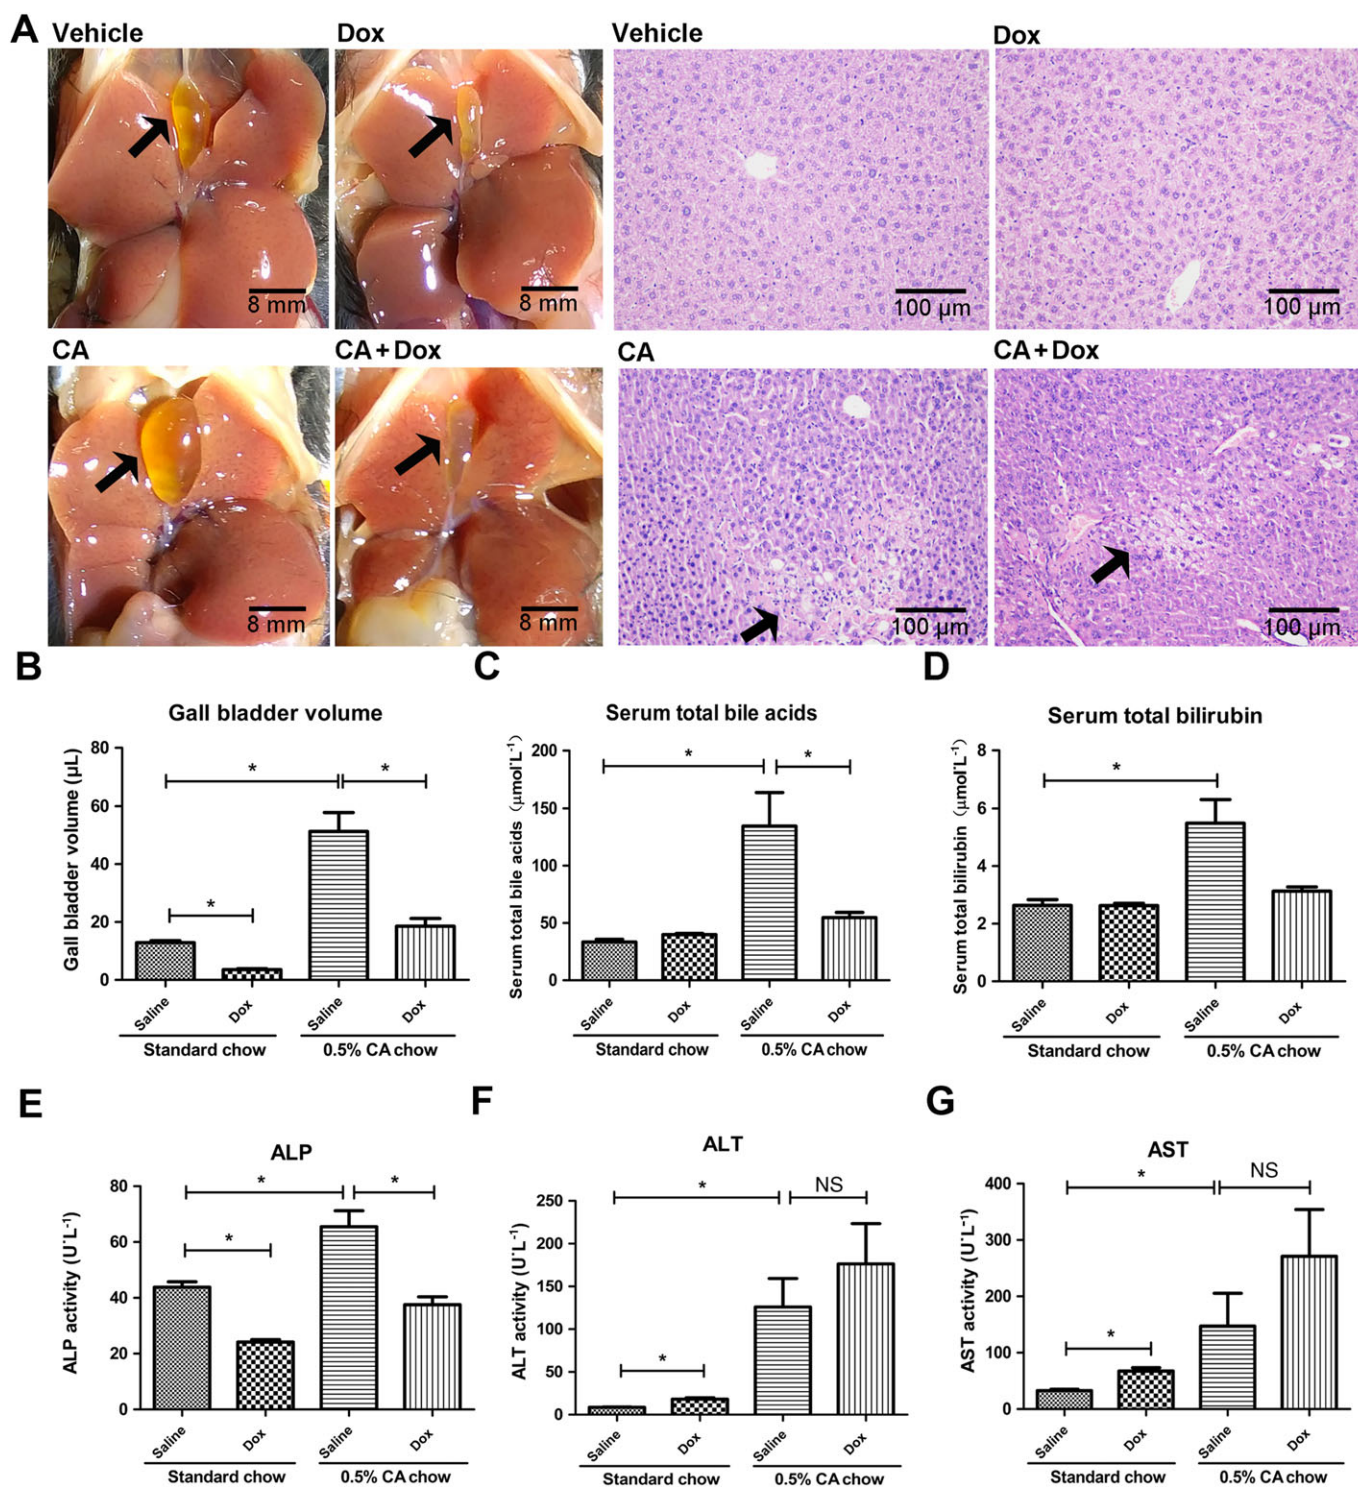 A
Vehicle
Dox
Vehicle
Dox
8 mm
8 mm
100 µm
100 µm
CA
CA + Dox
CA
CA + Dox
8 mm
8 mm
100 µm
100 µm
B
C
D
Gall bladder volume
Gall bladder volume (µL)
80
60
40
20
0
*
*
*
Saline
Dox
Saline
Dox
Standard chow
0.5% CA chow
Serum total bile acids
Serum total bile acids (µmol·L⁻¹)
200
150
100
50
0
*
*
Saline
Dox
Saline
Dox
Standard chow
0.5% CA chow
Serum total bilirubin
Serum total bilirubin (µmol·L⁻¹)
8
6
4
2
0
*
Saline
Dox
Saline
Dox
Standard chow
0.5% CA chow
E
F
G
ALP
ALP activity (U·L⁻¹)
80
60
40
20
0
*
*
*
Saline
Dox
Saline
Dox
Standard chow
0.5% CA chow
ALT
ALT activity (U·L⁻¹)
250
200
150
100
50
0
*
NS
*
Saline
Dox
Saline
Dox
Standard chow
0.5% CA chow
AST
AST activity (U·L⁻¹)
400
300
200
100
0
*
NS
*
Saline
Dox
Saline
Dox
Standard chow
0.5% CA chow